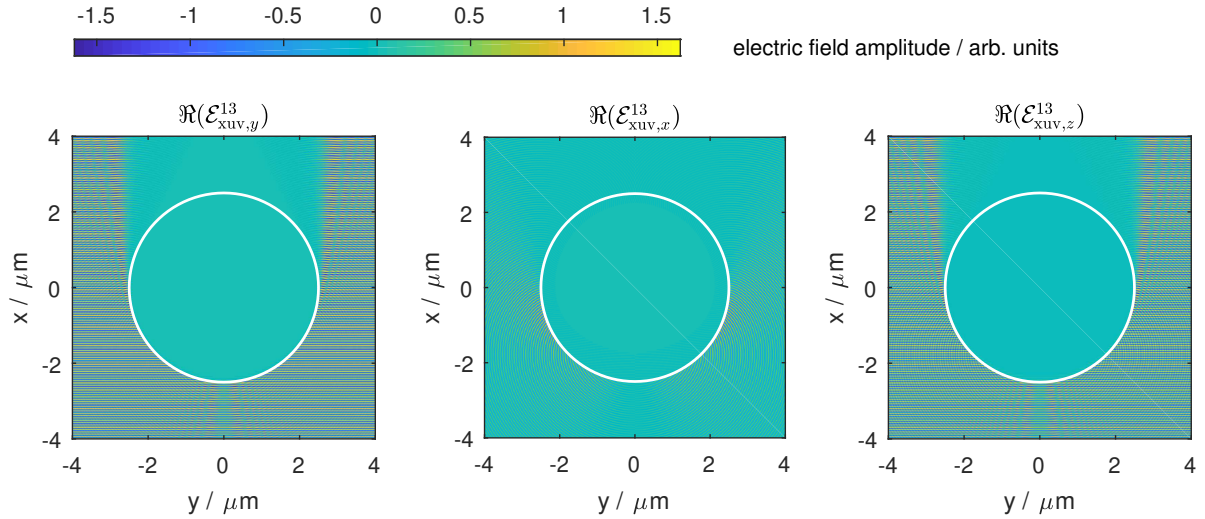 -1.5 -1 -0.5 0 0.5 1 1.5
electric field amplitude / arb. units
ℜ(ℰ¹³xuv,y) ℜ(ℰ¹³xuv,x) ℜ(ℰ¹³xuv,z)
4 4 4
2 2 2
0 0 0
-2 -2 -2
-4 -4 -4
x / μm x / μm x / μm
-4 -2 0 2 4 -4 -2 0 2 4 -4 -2 0 2 4
y / μm y / μm y / μm